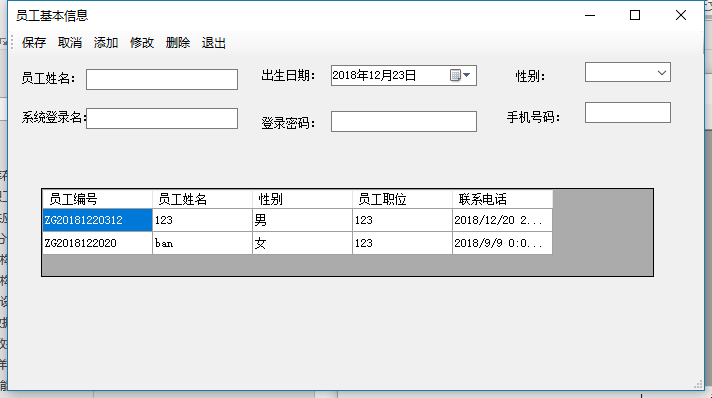 员工基本信息
保存 取消 添加 修改 删除 退出
员工姓名: 出生日期: 2018年12月23日 性别:
系统登录名: 登录密码: 手机号码:
员工编号 员工姓名 性别 员工职位 联系电话
ZG20181220312 123 男 123 2018/12/20 2...
ZG2018122020 ban 女 123 2018/9/9 0:0...